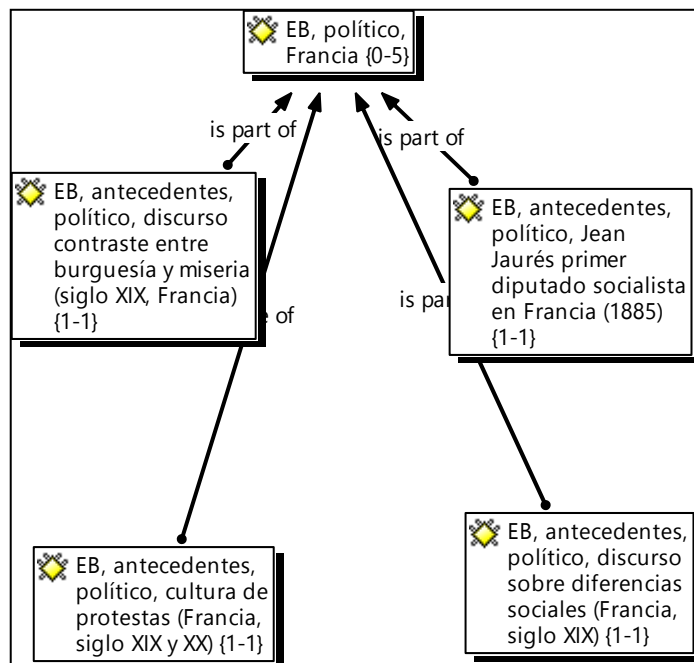 EB, político,
Francia {0-5}
is part of
is part of
EB, antecedentes,
político, discurso
contraste entre
burguesía y miseria
(siglo XIX, Francia)
{1-1}
EB, antecedentes,
político, Jean
Jaurés primer
diputado socialista
en Francia (1885)
{1-1}
of
is par
EB, antecedentes,
político, cultura de
protestas (Francia,
siglo XIX y XX) {1-1}
EB, antecedentes,
político, discurso
sobre diferencias
sociales (Francia,
siglo XIX) {1-1}